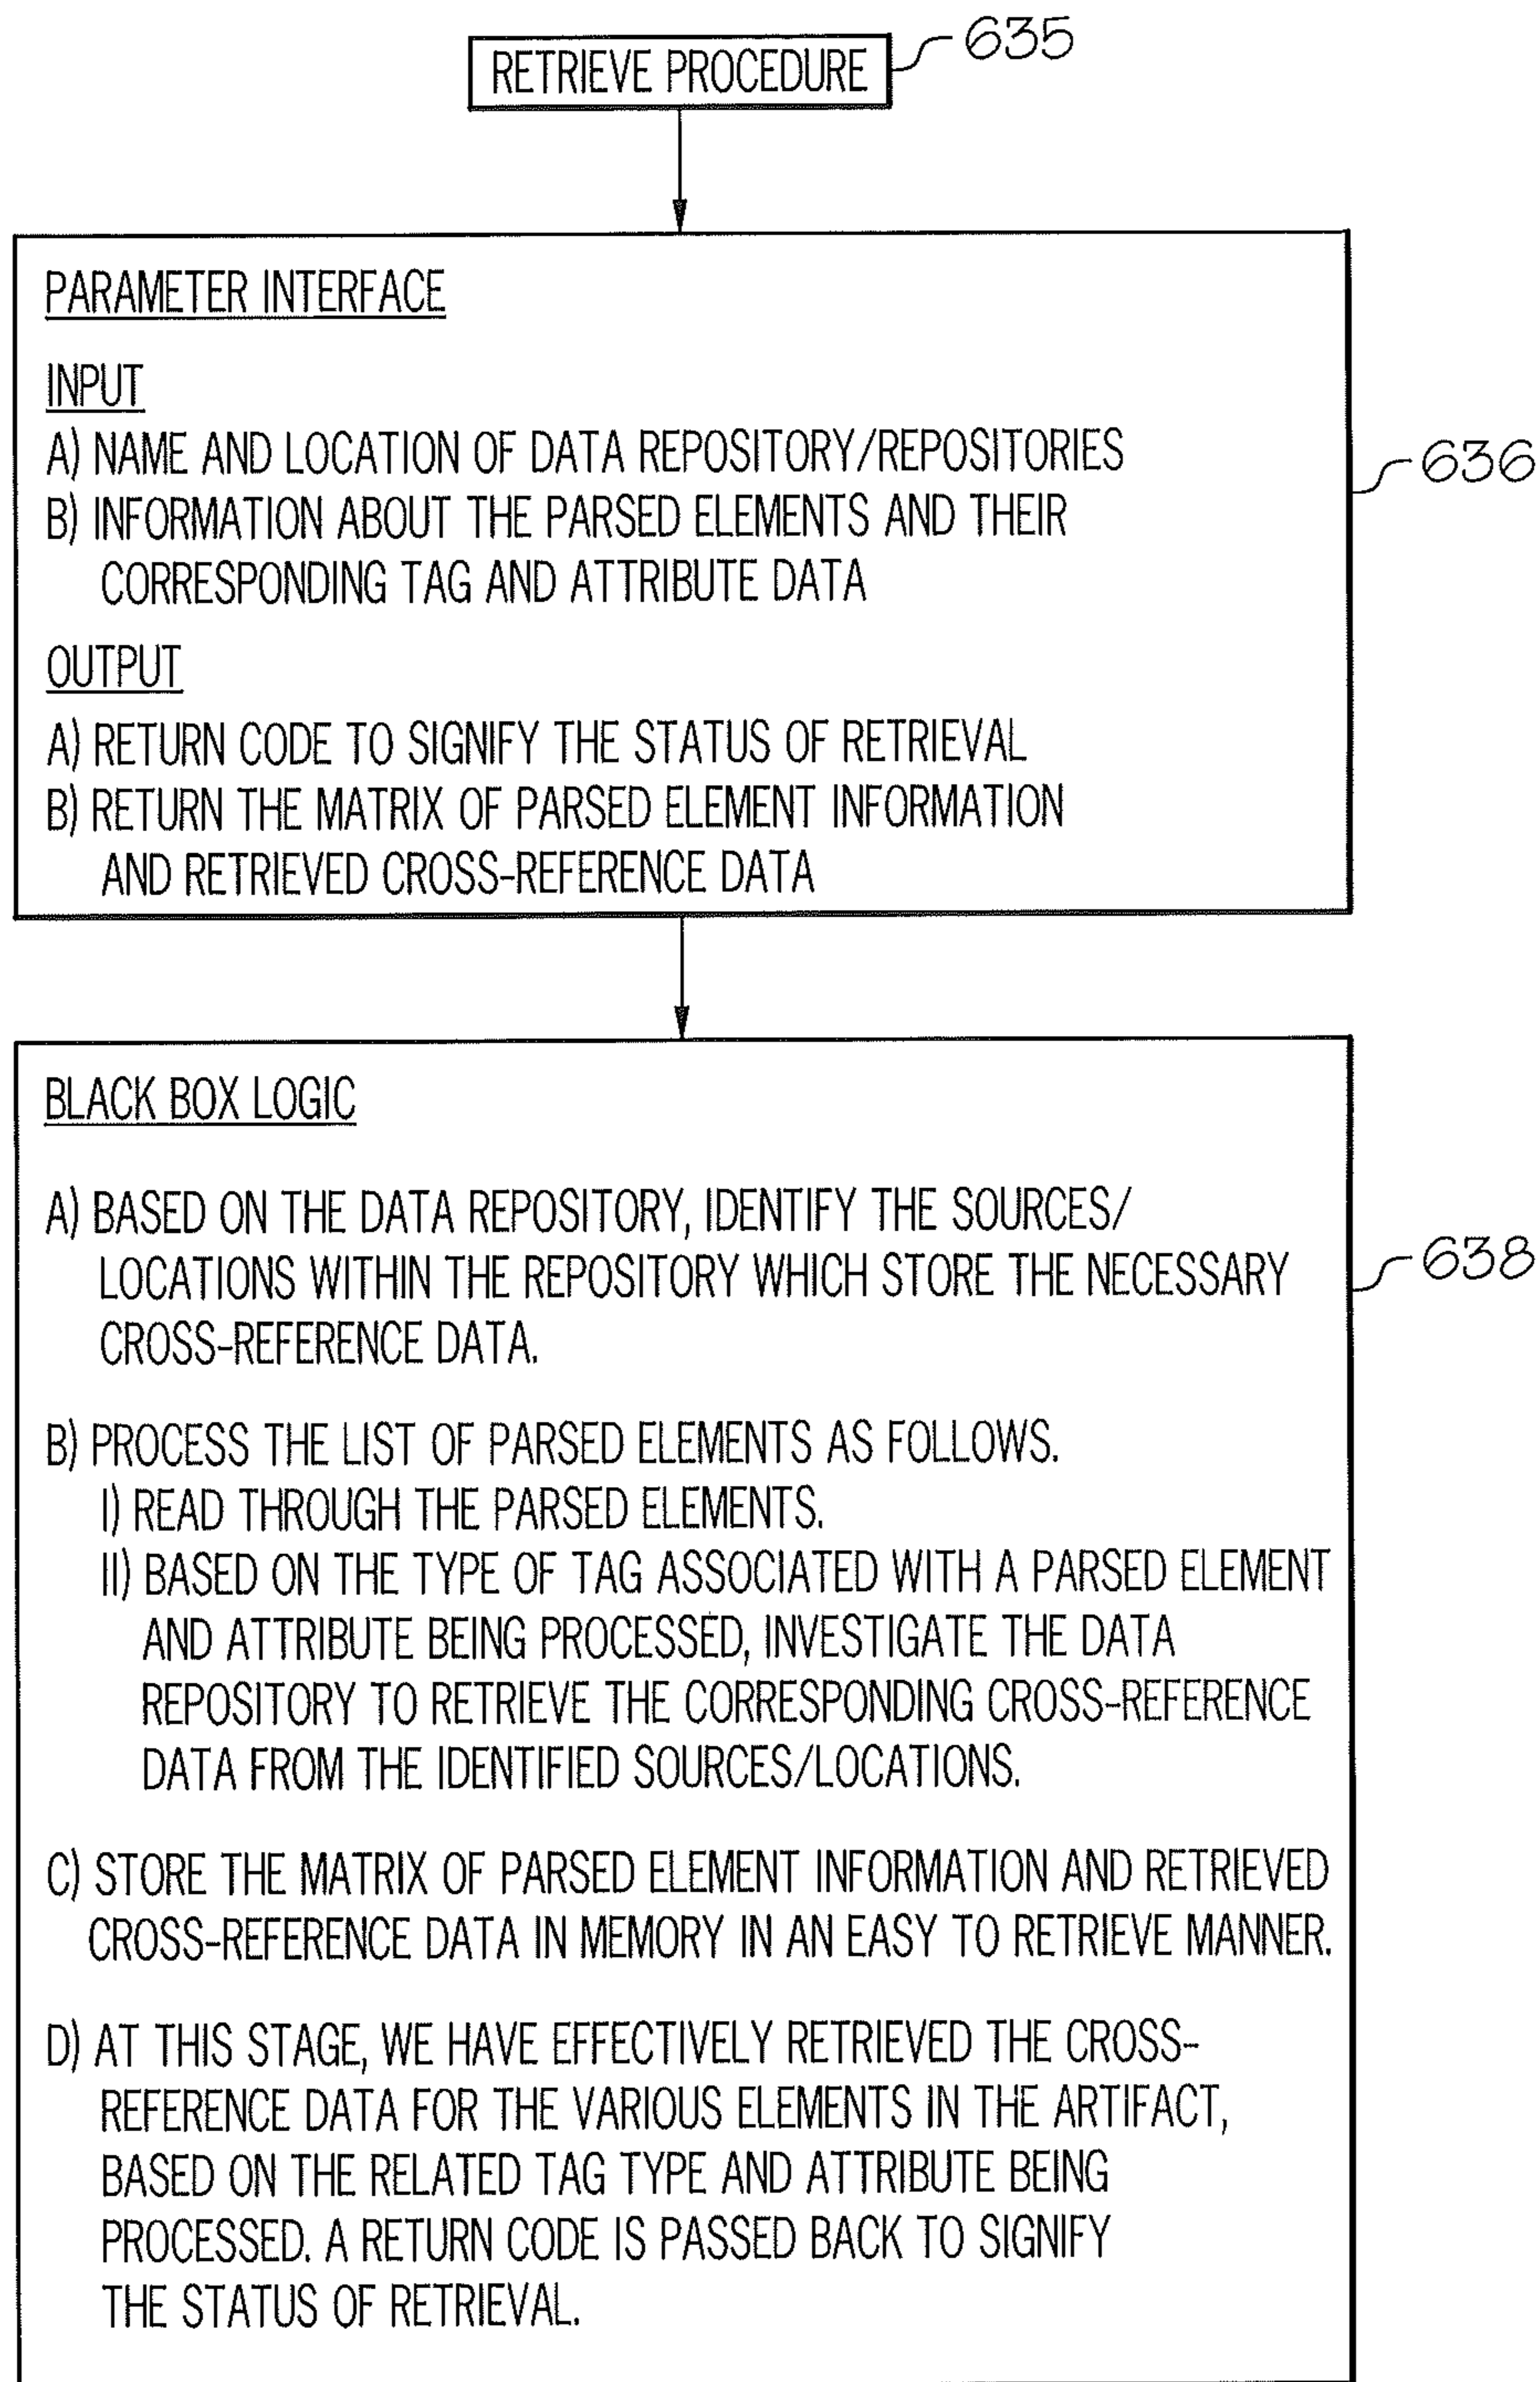 RETRIEVE PROCEDURE
635
PARAMETER INTERFACE
INPUT
A) NAME AND LOCATION OF DATA REPOSITORY/REPOSITORIES
B) INFORMATION ABOUT THE PARSED ELEMENTS AND THEIR
CORRESPONDING TAG AND ATTRIBUTE DATA
OUTPUT
A) RETURN CODE TO SIGNIFY THE STATUS OF RETRIEVAL
B) RETURN THE MATRIX OF PARSED ELEMENT INFORMATION
AND RETRIEVED CROSS-REFERENCE DATA
636
BLACK BOX LOGIC
A) BASED ON THE DATA REPOSITORY, IDENTIFY THE SOURCES/
LOCATIONS WITHIN THE REPOSITORY WHICH STORE THE NECESSARY
CROSS-REFERENCE DATA.
638
B) PROCESS THE LIST OF PARSED ELEMENTS AS FOLLOWS.
I) READ THROUGH THE PARSED ELEMENTS.
II) BASED ON THE TYPE OF TAG ASSOCIATED WITH A PARSED ELEMENT
AND ATTRIBUTE BEING PROCESSED, INVESTIGATE THE DATA
REPOSITORY TO RETRIEVE THE CORRESPONDING CROSS-REFERENCE
DATA FROM THE IDENTIFIED SOURCES/LOCATIONS.
C) STORE THE MATRIX OF PARSED ELEMENT INFORMATION AND RETRIEVED
CROSS-REFERENCE DATA IN MEMORY IN AN EASY TO RETRIEVE MANNER.
D) AT THIS STAGE, WE HAVE EFFECTIVELY RETRIEVED THE CROSS-
REFERENCE DATA FOR THE VARIOUS ELEMENTS IN THE ARTIFACT,
BASED ON THE RELATED TAG TYPE AND ATTRIBUTE BEING
PROCESSED. A RETURN CODE IS PASSED BACK TO SIGNIFY
THE STATUS OF RETRIEVAL.